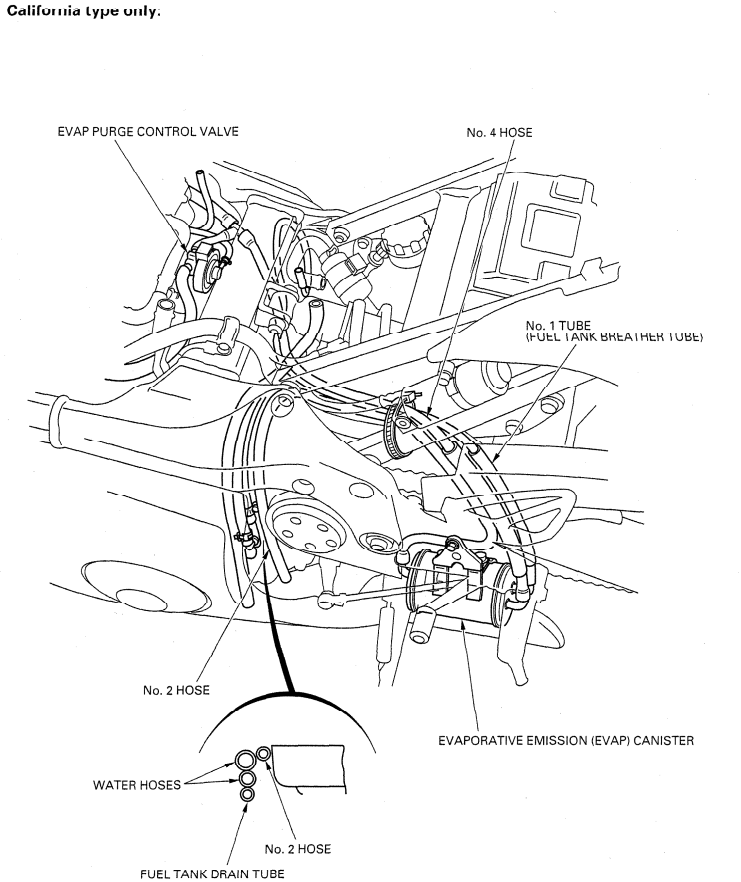 California type only:
EVAP PURGE CONTROL VALVE
No. 4 HOSE
No. 1 TUBE
(FUEL TANK BREATHER TUBE)
No. 2 HOSE
EVAPORATIVE EMISSION (EVAP) CANISTER
WATER HOSES
No. 2 HOSE
FUEL TANK DRAIN TUBE